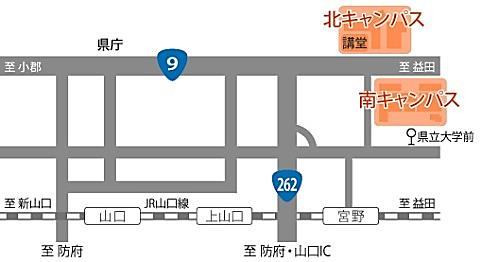 北キャンパス
県庁
講堂
9
至 小郡
至 益田
南キャンパス
県立大学前
262
至 新山口
JR山口線
至 益田
山口
上山口
宮野
至 防府
至 防府・山口IC